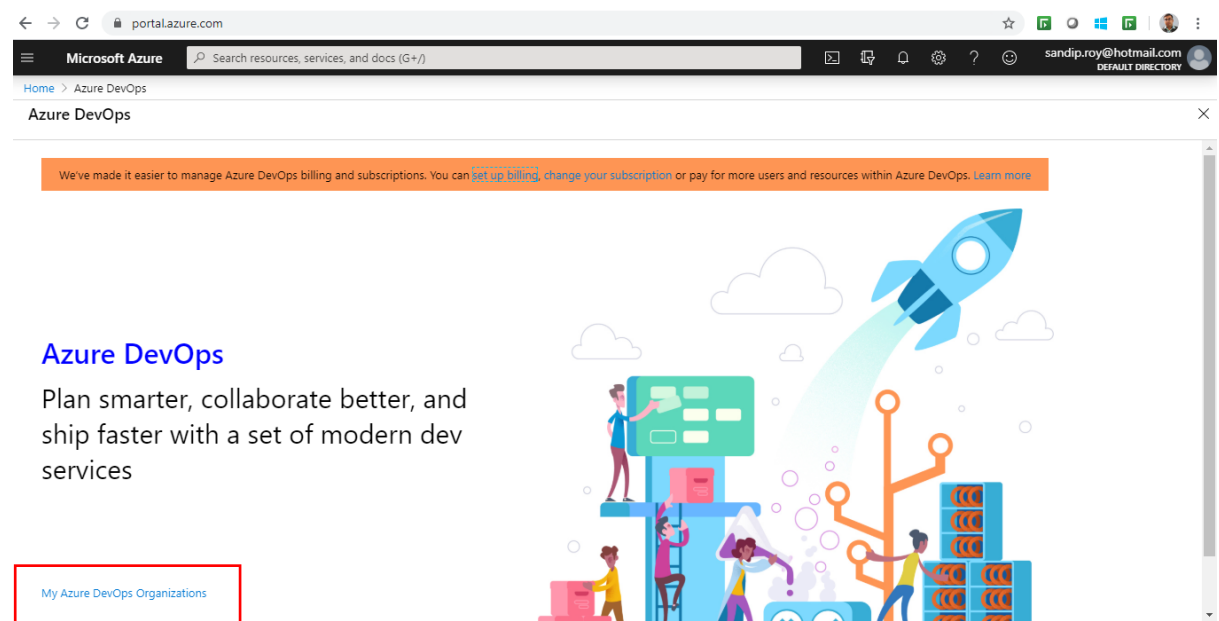 portal.azure.com
Microsoft Azure
Search resources, services, and docs (G+/)
sandip.roy@hotmail.com
DEFAULT DIRECTORY
Home > Azure DevOps
Azure DevOps
We've made it easier to manage Azure DevOps billing and subscriptions. You can set up billing, change your subscription or pay for more users and resources within Azure DevOps. Learn more
Azure DevOps
Plan smarter, collaborate better, and
ship faster with a set of modern dev
services
My Azure DevOps Organizations